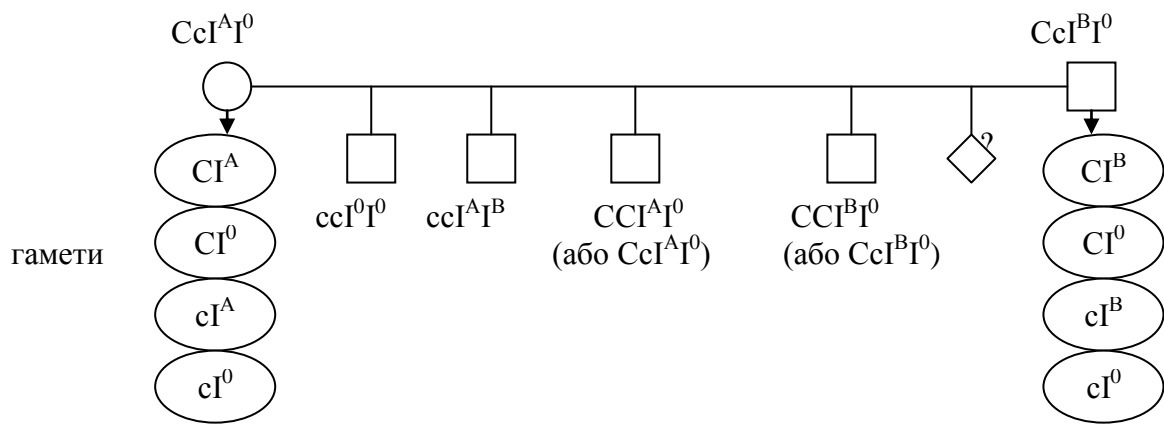 CcI^A I^0 CcI^B I^0
?
CI^A CI^B
ccI^0 I^0 ccI^A I^B CCI^A I^0 CCI^B I^0
(або CcI^A I^0) (або CcI^B I^0)
гамети CI^0 CI^0
cI^A cI^B
cI^0 cI^0